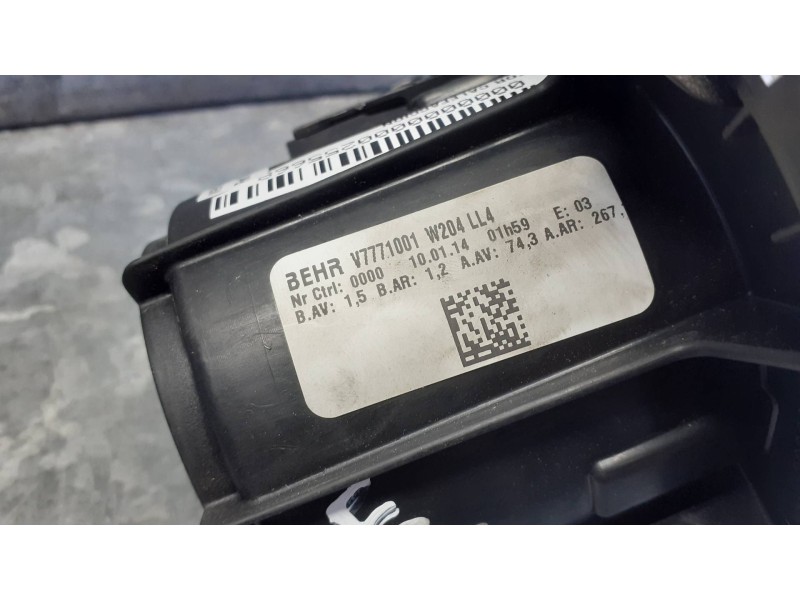 BEHR V7771001 W204 LL4
Nr Ctrl: 0000 10.01.14 01h59 E: 03
B.AV: 1,5 B.AR: 1,2 A.AV: 74,3 A.AR: 267,